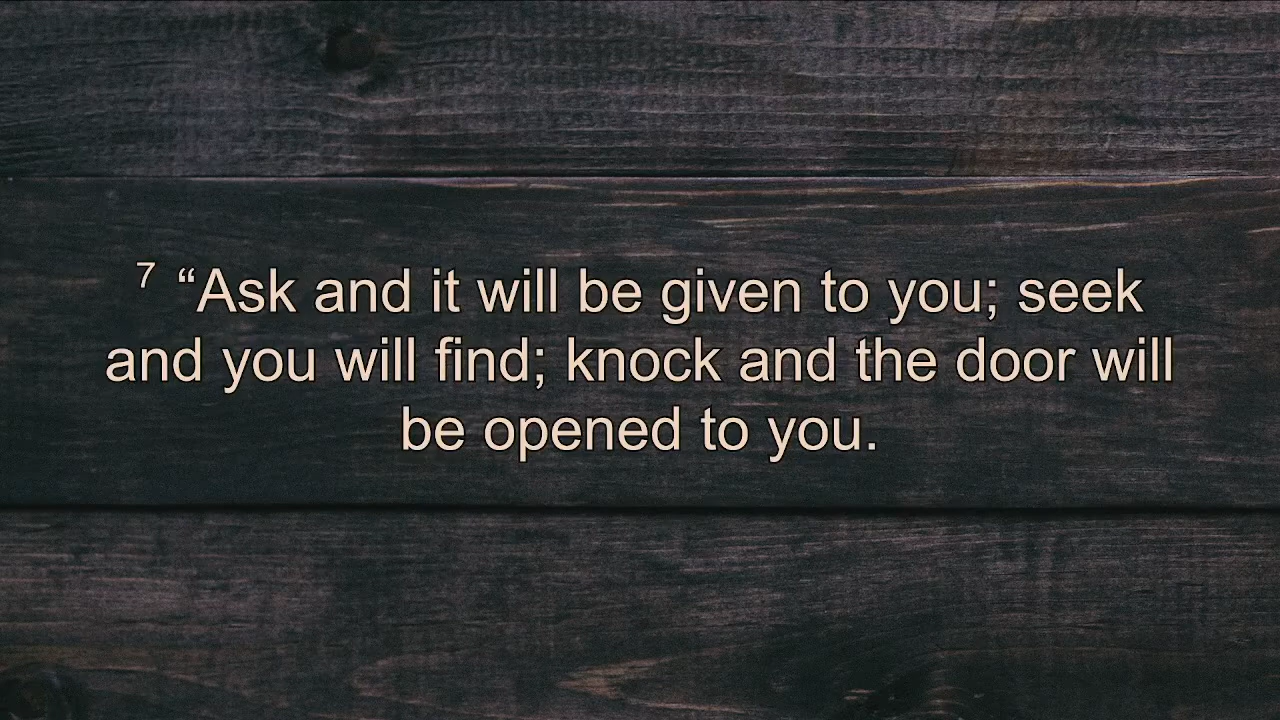 7 “Ask and it will be given to you; seek
and you will find; knock and the door will
be opened to you.